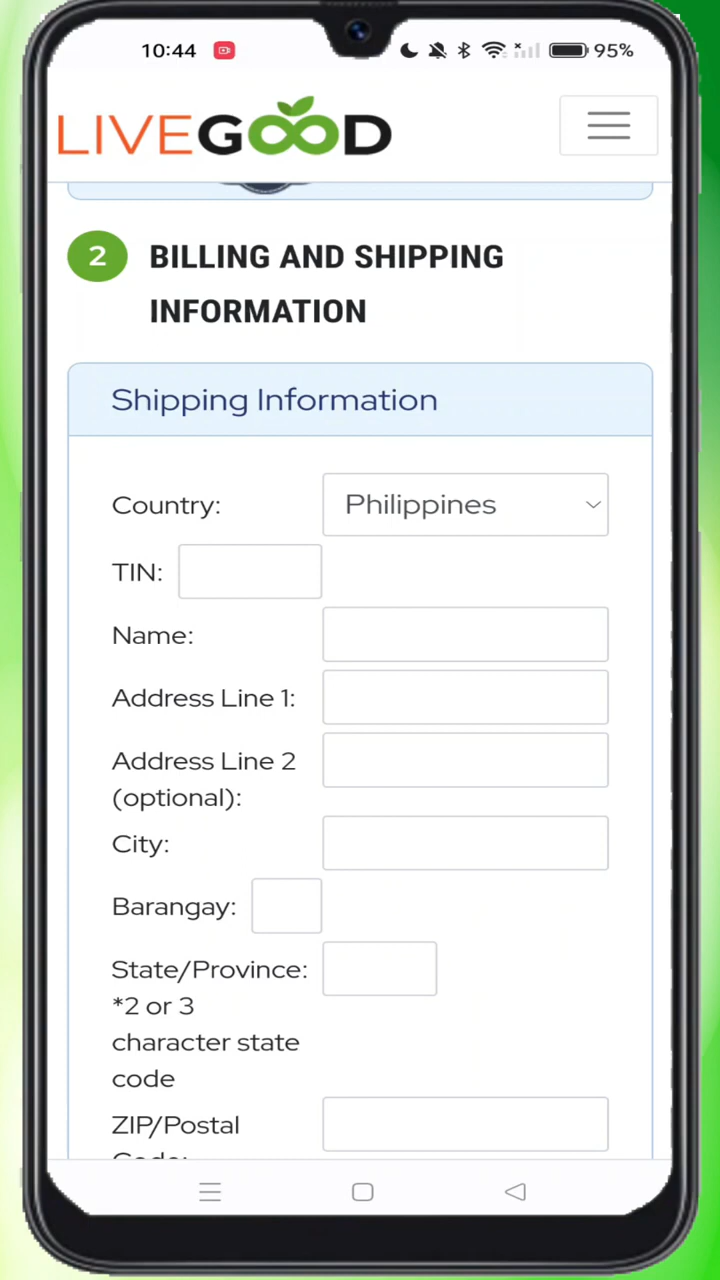 10:44 95%
LIVEGOOD
2 BILLING AND SHIPPING
INFORMATION
Shipping Information
Country: Philippines
TIN:
Name:
Address Line 1:
Address Line 2
(optional):
City:
Barangay:
State/Province:
*2 or 3
character state
code
ZIP/Postal
Code: